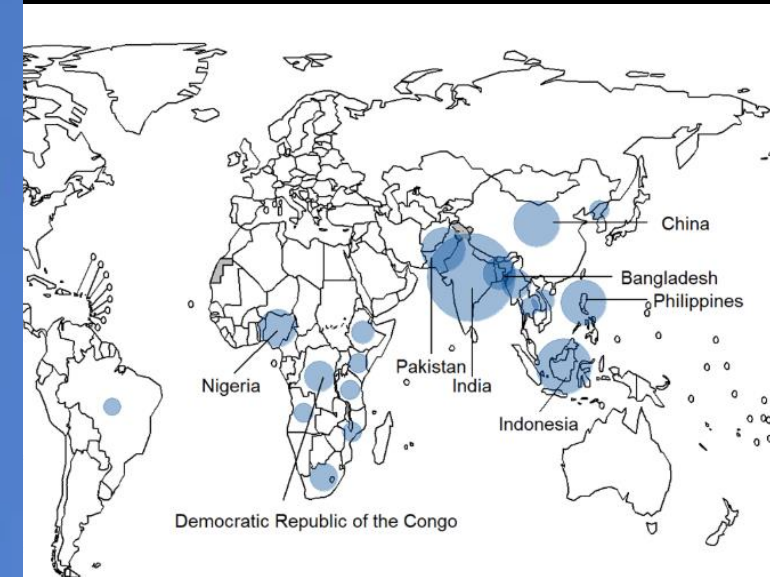 China
Bangladesh
Philippines
Pakistan
India
Nigeria
Indonesia
Democratic Republic of the Congo